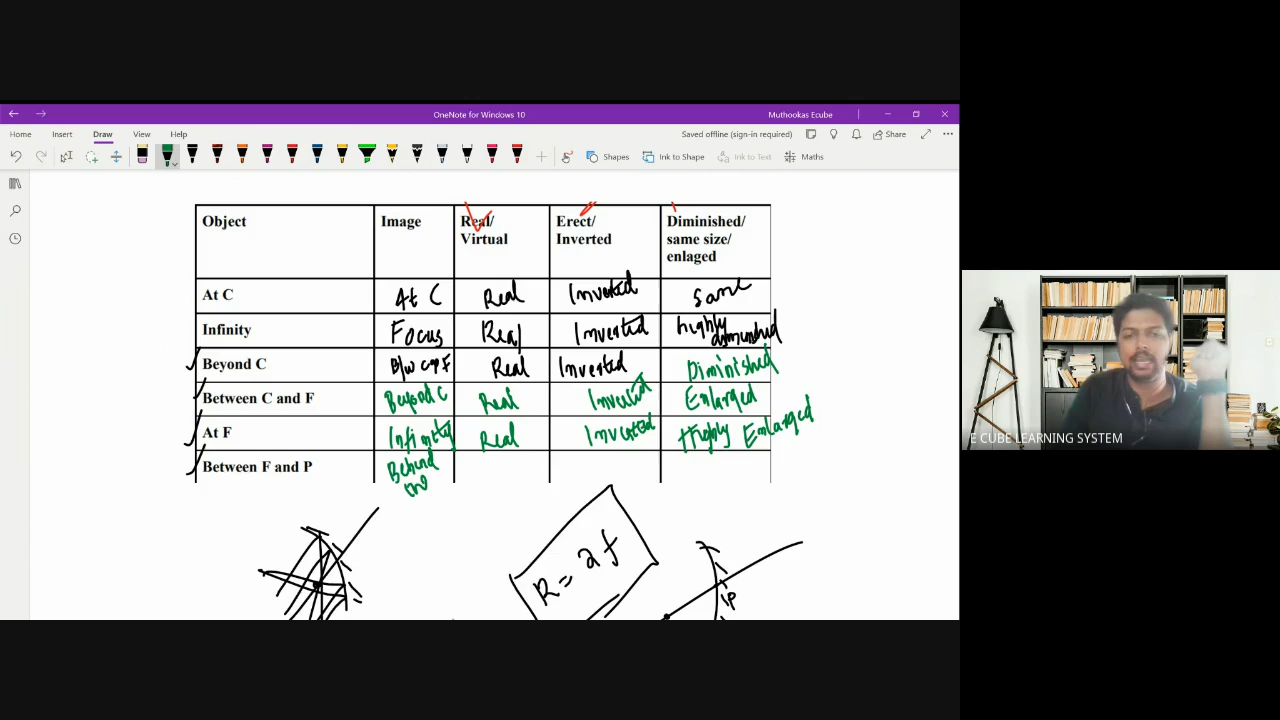 OneNote for Windows 10
Muthookas Ecube
Home Insert Draw View Help
Saved offline (sign-in required)
Share
Shapes
Ink to Shape
Ink to Text
Maths
Object Image Real/ Virtual Erect/ Inverted Diminished/ same size/ enlaged
At C At C Real Inverted Same
Infinity Focus Real Inverted highly diminished
Beyond C B/w C & F Real Inverted Diminished
Between C and F Beyond C Real Inverted Enlarged
At F Infinity Real Inverted Highly Enlarged
Between F and P Behind
R = 2f
P
E CUBE LEARNING SYSTEM